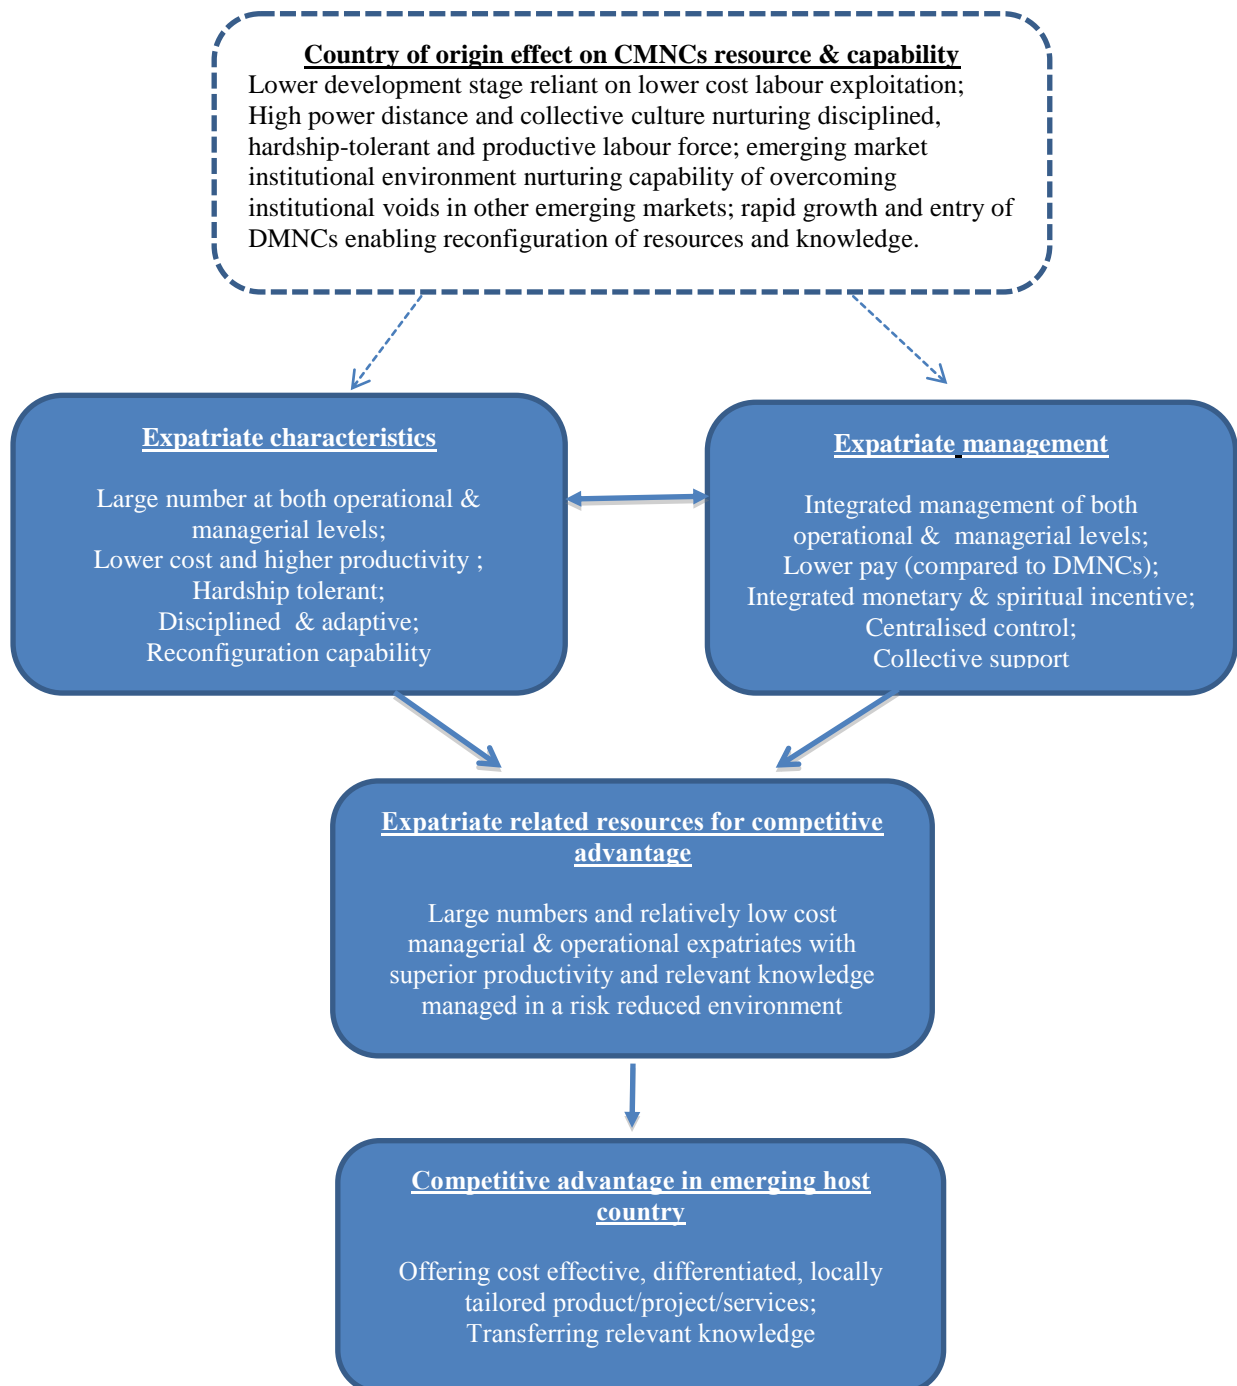 Country of origin effect on CMNCs resource & capability
Lower development stage reliant on lower cost labour exploitation;
High power distance and collective culture nurturing disciplined,
hardship-tolerant and productive labour force; emerging market
institutional environment nurturing capability of overcoming
institutional voids in other emerging markets; rapid growth and entry of
DMNCs enabling reconfiguration of resources and knowledge.
Expatriate characteristics
Large number at both operational &
managerial levels;
Lower cost and higher productivity ;
Hardship tolerant;
Disciplined & adaptive;
Reconfiguration capability
Expatriate management
Integrated management of both
operational & managerial levels;
Lower pay (compared to DMNCs);
Integrated monetary & spiritual incentive;
Centralised control;
Collective support
Expatriate related resources for competitive
advantage
Large numbers and relatively low cost
managerial & operational expatriates with
superior productivity and relevant knowledge
managed in a risk reduced environment
Competitive advantage in emerging host
country
Offering cost effective, differentiated, locally
tailored product/project/services;
Transferring relevant knowledge